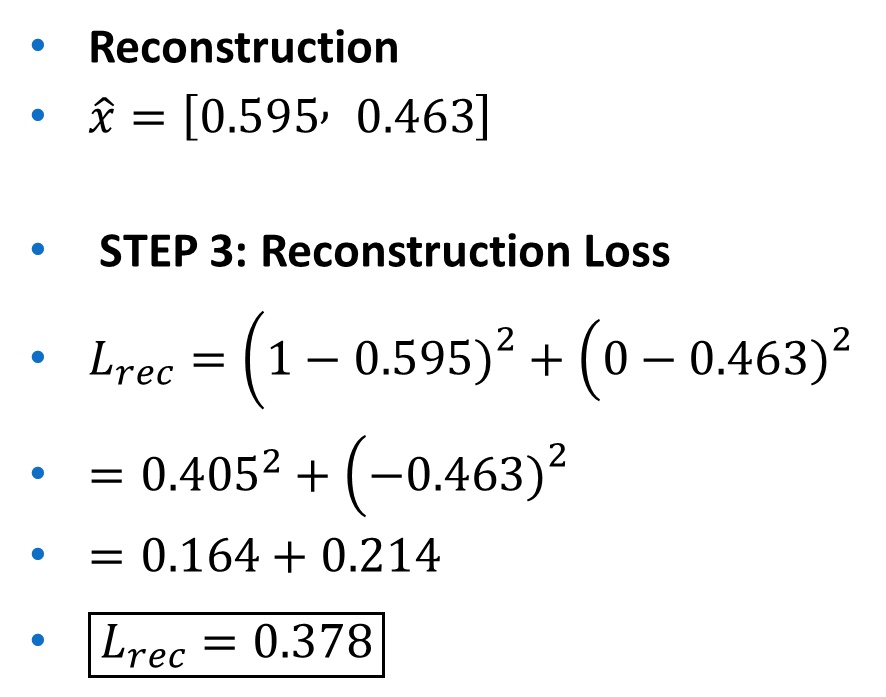 • Reconstruction
• x̂ = [0.595, 0.463]
• STEP 3: Reconstruction Loss
• L_rec = (1 − 0.595)² + (0 − 0.463)²
• = 0.405² + (−0.463)²
• = 0.164 + 0.214
• L_rec = 0.378